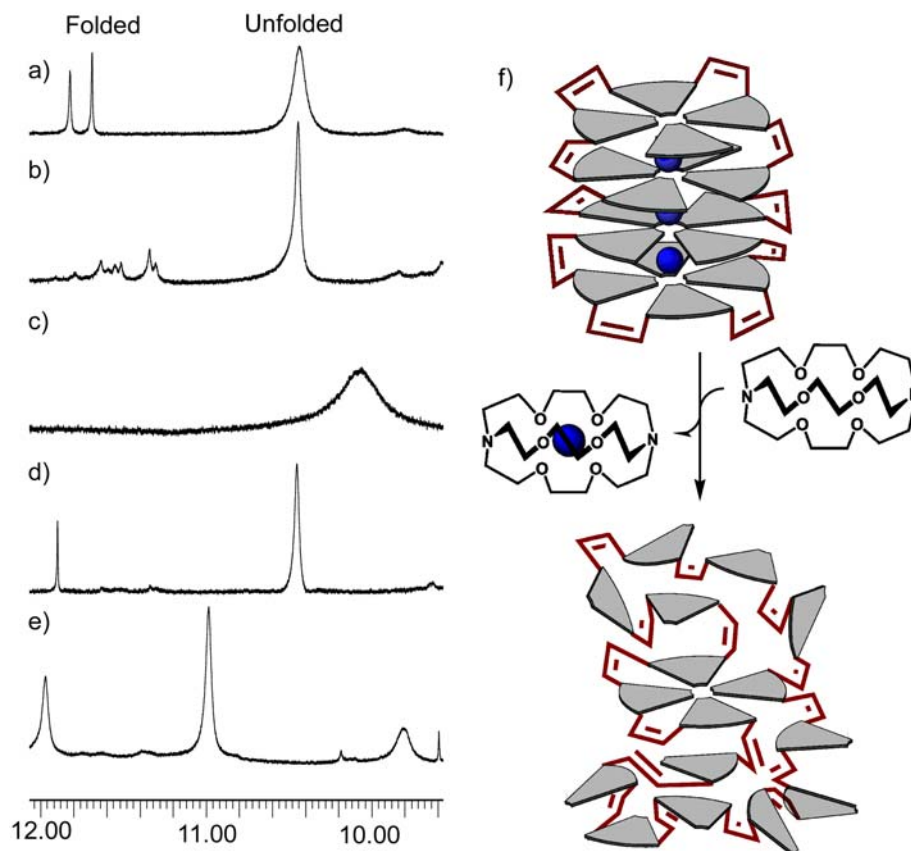 Folded Unfolded
a)
b)
c)
d)
e)
12.00 11.00 10.00
f)
O O
N O O N
O O
O O
N O O N
O O